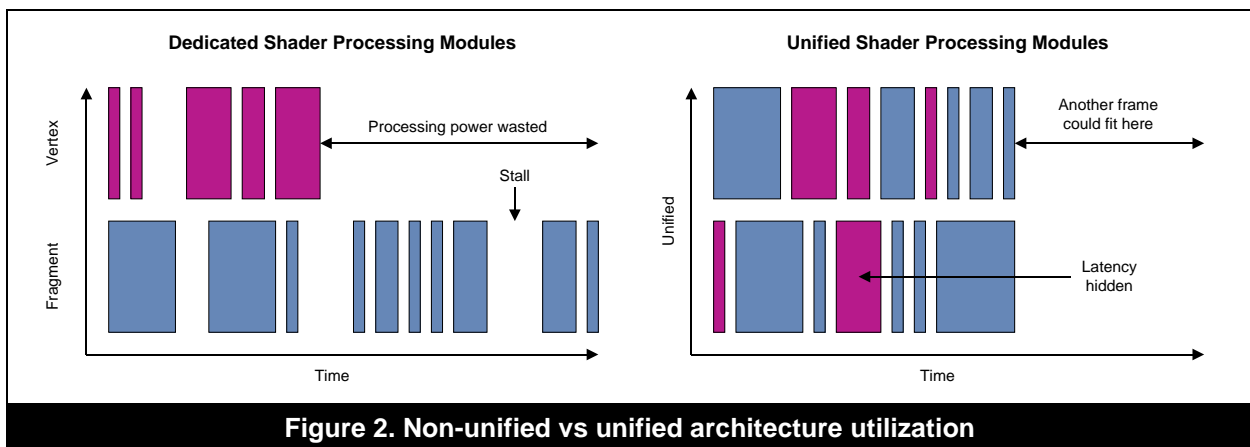 Dedicated Shader Processing Modules
Vertex
Processing power wasted
Stall
Fragment
Time
Unified Shader Processing Modules
Another frame
could fit here
Unified
Latency
hidden
Time
Figure 2. Non-unified vs unified architecture utilization